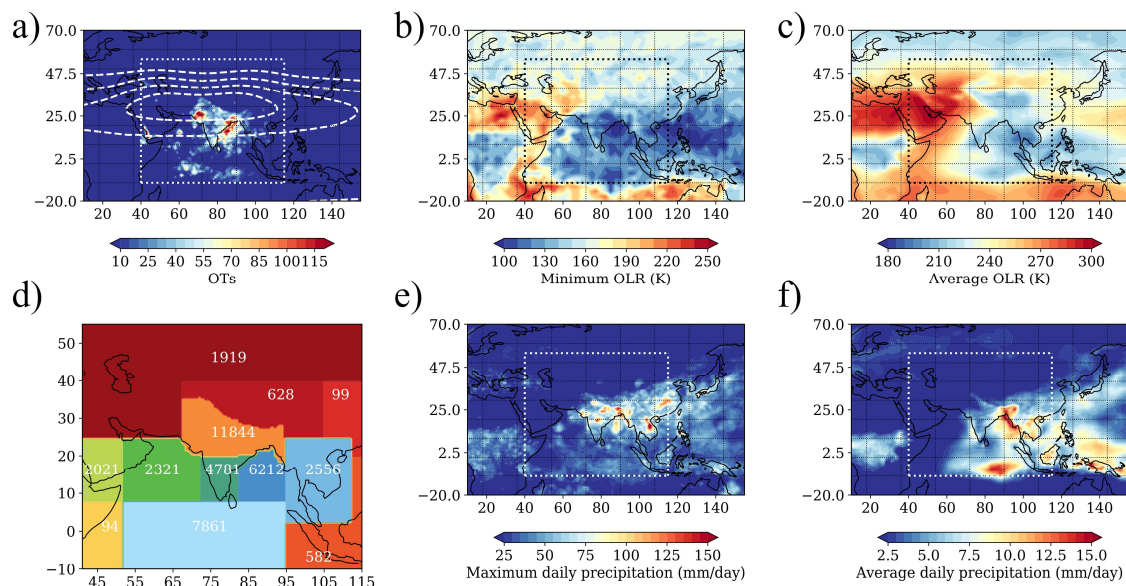 a)
70.0
47.5
25.0
2.5
−20.0
20 40 60 80 100 120 140
10 25 40 55 70 85 100115
OTs
b)
70.0
47.5
25.0
2.5
−20.0
20 40 60 80 100 120 140
100 130 160 190 220 250
Minimum OLR (K)
c)
70.0
47.5
25.0
2.5
−20.0
20 40 60 80 100 120 140
180 210 240 270 300
Average OLR (K)
d)
50
40
30
20
10
0
−10
1919
628 99
11844
2021 2321 4781 6212 2556
94 7861
582
45 55 65 75 85 95 105 115
e)
70.0
47.5
25.0
2.5
−20.0
20 40 60 80 100 120 140
25 50 75 100 125 150
Maximum daily precipitation (mm/day)
f)
70.0
47.5
25.0
2.5
−20.0
20 40 60 80 100 120 140
2.5 5.0 7.5 10.0 12.5 15.0
Average daily precipitation (mm/day)